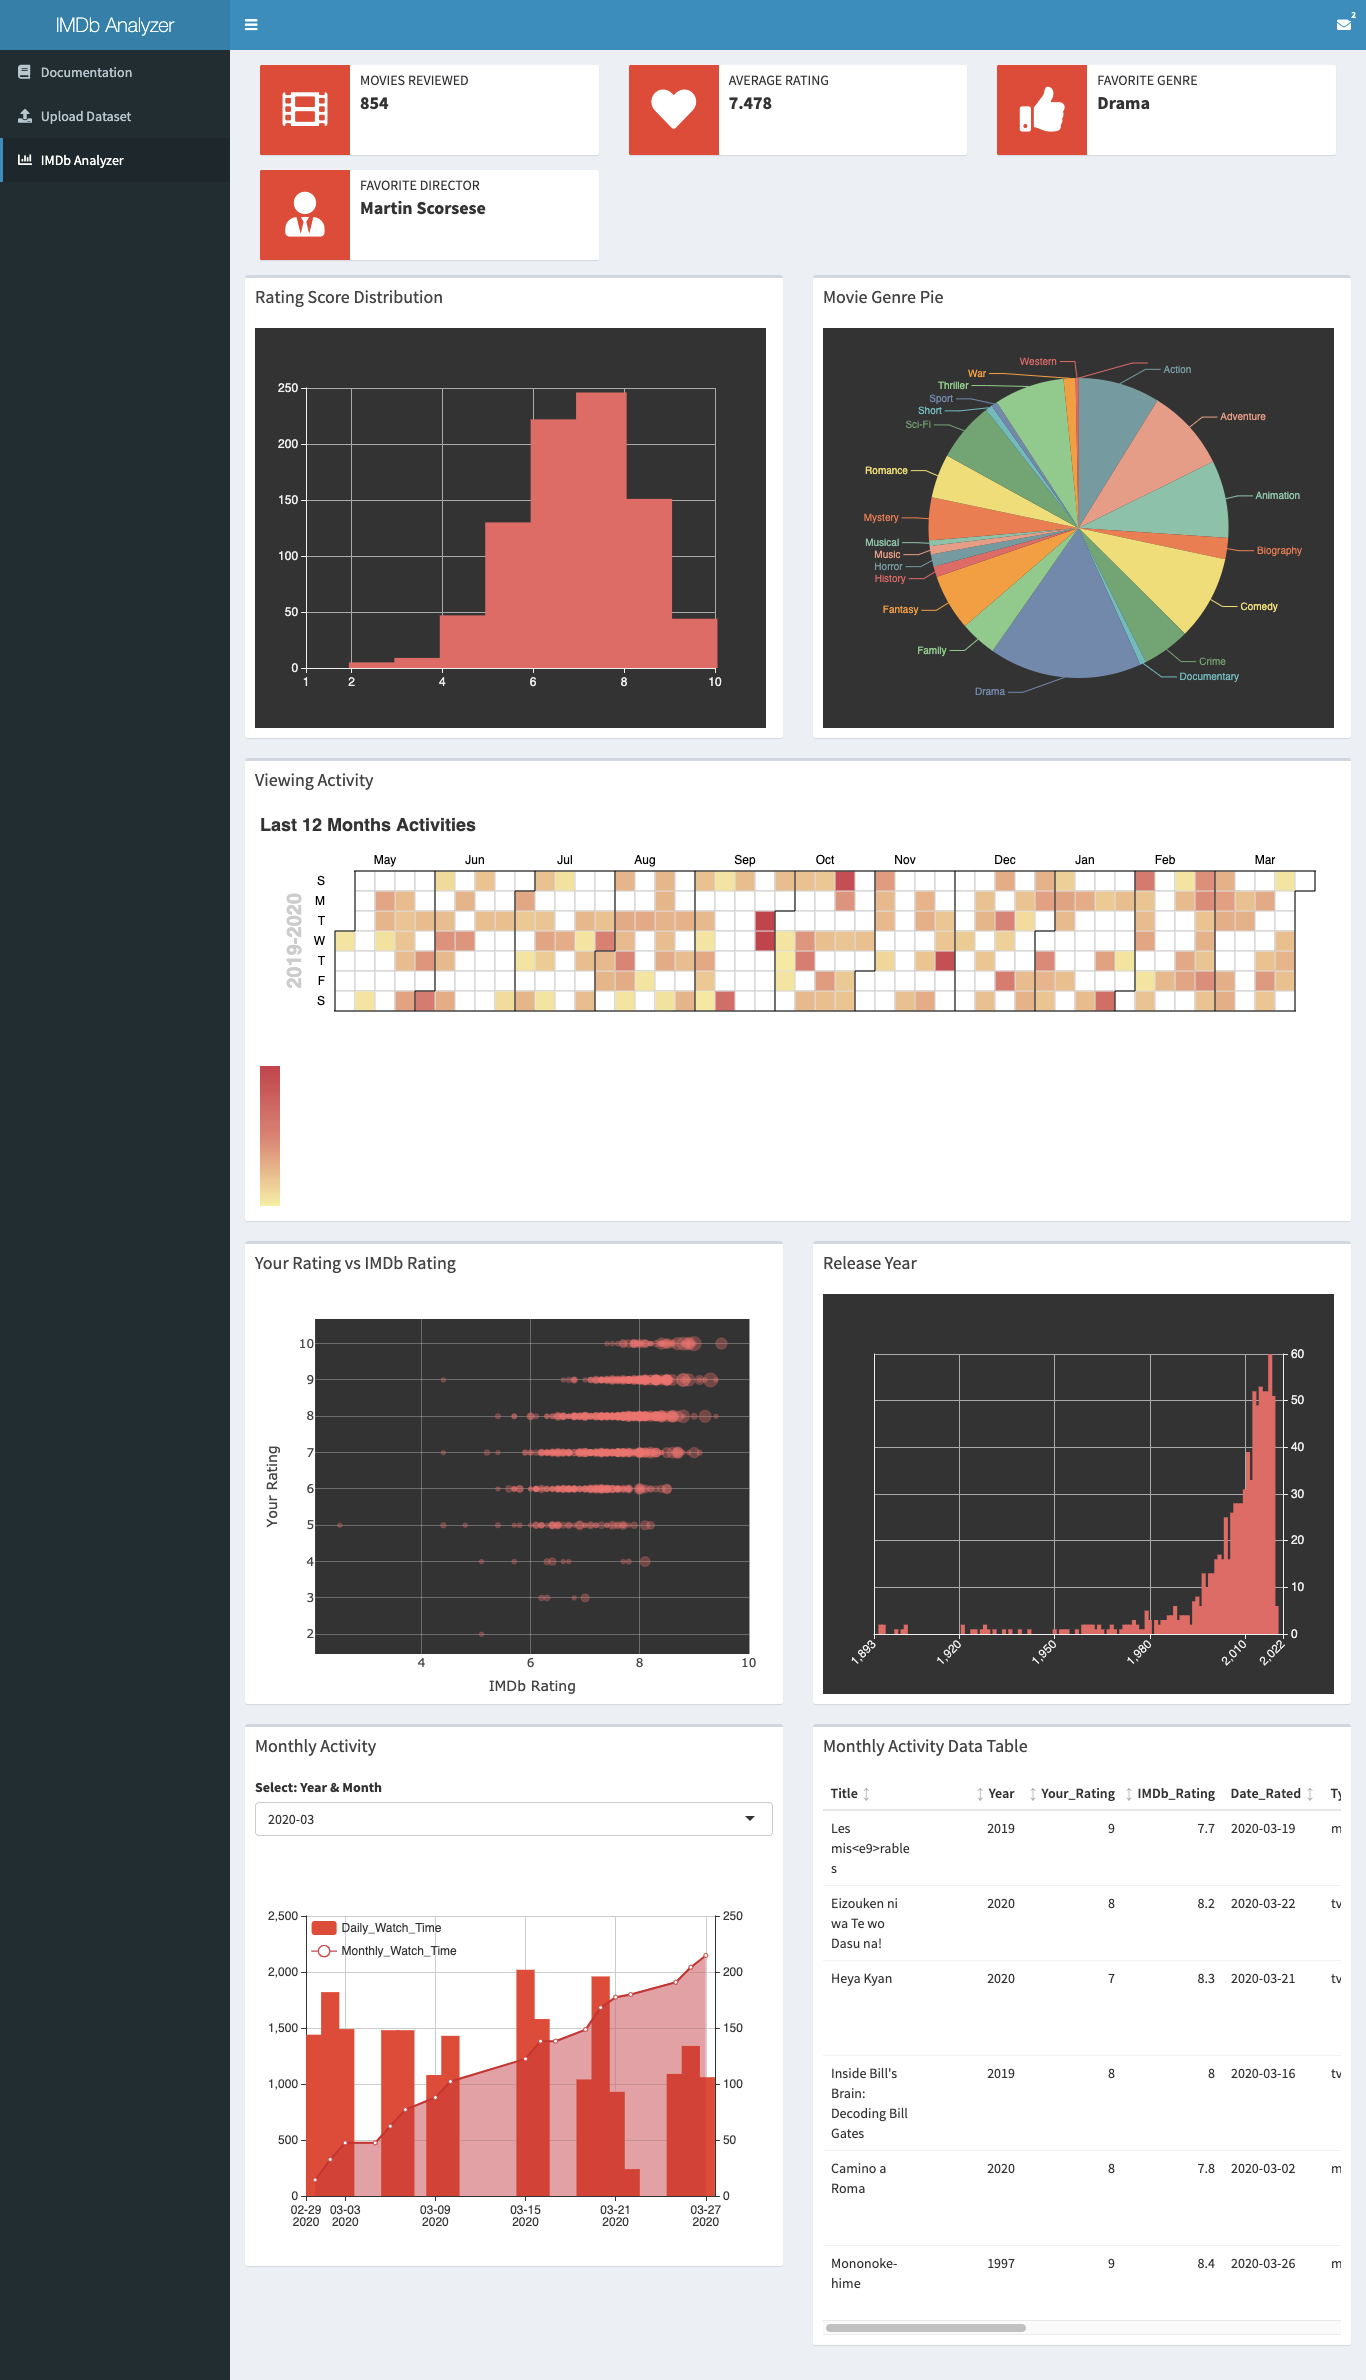 IMDb Analyzer
2
Documentation
Upload Dataset
IMDb Analyzer
MOVIES REVIEWED
854
AVERAGE RATING
7.478
FAVORITE GENRE
Drama
FAVORITE DIRECTOR
Martin Scorsese
Rating Score Distribution
250
200
150
100
50
0
1 2 4 6 8 10
Movie Genre Pie
Western
War
Thriller
Sport
Short
Sci-Fi
Romance
Mystery
Musical
Music
Horror
History
Fantasy
Family
Drama
Action
Adventure
Animation
Biography
Comedy
Crime
Documentary
Viewing Activity
Last 12 Months Activities
May Jun Jul Aug Sep Oct Nov Dec Jan Feb Mar
2019-2020
S
M
T
W
T
F
S
Your Rating vs IMDb Rating
Your Rating
10
9
8
7
6
5
4
3
2
4 6 8 10
IMDb Rating
Release Year
60
50
40
30
20
10
0
1,893 1,920 1,950 1,980 2,010 2,022
Monthly Activity
Select: Year & Month
2020-03
Daily_Watch_Time
Monthly_Watch_Time
2,500 250
2,000 200
1,500 150
1,000 100
500 50
0 0
02-29 03-03 03-09 03-15 03-21 03-27
2020 2020 2020 2020 2020 2020
Monthly Activity Data Table
Title Year Your_Rating IMDb_Rating Date_Rated Ty
Les 2019 9 7.7 2020-03-19 m
mis<e9>rable
s
Eizouken ni 2020 8 8.2 2020-03-22 tv
wa Te wo
Dasu na!
Heya Kyan 2020 7 8.3 2020-03-21 tv
Inside Bill's 2019 8 8 2020-03-16 tv
Brain:
Decoding Bill
Gates
Camino a 2020 8 7.8 2020-03-02 m
Roma
Mononoke- 1997 9 8.4 2020-03-26 m
hime